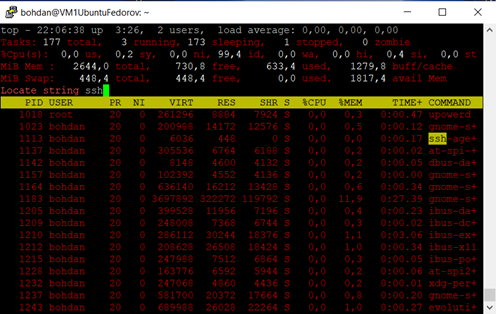 bohdan@VM1UbuntuFedorov: ~
top - 22:06:38 up  3:26,  2 users,  load average: 0,00, 0,00, 0,00
Tasks: 177 total,   3 running, 173 sleeping,   1 stopped,   0 zombie
%Cpu(s):  0,0 us,  0,2 sy,  0,0 ni, 99,4 id,  0,0 wa,  0,0 hi,  0,4 si,  0,0 st
MiB Mem :   2644,0 total,    730,8 free,    633,4 used,   1279,8 buff/cache
MiB Swap:    448,4 total,    448,4 free,      0,0 used.   1817,4 avail Mem
Locate string ssh
PID USER PR NI VIRT RES SHR S %CPU %MEM TIME+ COMMAND
1016 root 20 0 261296 8884 7924 S 0,0 0,3 0:00.47 upowerd
1023 bohdan 20 0 200988 14172 12576 S 0,0 0,5 0:00.12 gnome-s+
1113 bohdan 20 0 6036 448 0 S 0,0 0,0 0:00.17 ssh-age+
1137 bohdan 20 0 305536 6764 6188 S 0,0 0,2 0:00.02 at-spi-+
1142 bohdan 20 0 8148 4600 4132 S 0,0 0,2 0:00.05 dbus-da+
1157 bohdan 20 0 102392 4552 4136 S 0,0 0,2 0:00.00 gnome-s+
1164 bohdan 20 0 636140 16212 13428 S 0,0 0,6 0:00.34 gnome-s+
1183 bohdan 20 0 3697892 322272 119792 S 0,0 11,9 0:27.39 gnome-s+
1205 bohdan 20 0 399528 11956 7196 S 0,0 0,4 0:00.23 ibus-da+
1209 bohdan 20 0 248008 7368 6744 S 0,0 0,3 0:00.02 ibus-dc+
1210 bohdan 20 0 286112 30244 18376 S 0,0 1,1 0:03.06 ibus-ex+
1212 bohdan 20 0 208628 26508 18424 S 0,0 1,0 0:00.34 ibus-x11
1215 bohdan 20 0 247988 7512 6864 S 0,0 0,3 0:00.05 ibus-po+
1228 bohdan 20 0 163776 6592 5944 S 0,0 0,2 0:00.06 at-spi2+
1232 bohdan 20 0 247068 4860 4436 S 0,0 0,2 0:00.01 xdg-per+
1237 bohdan 20 0 581700 20372 17664 S 0,0 0,8 0:00.20 gnome-s+
1243 bohdan 20 0 689988 26028 22264 S 0,0 1,0 0:00.27 evoluti+